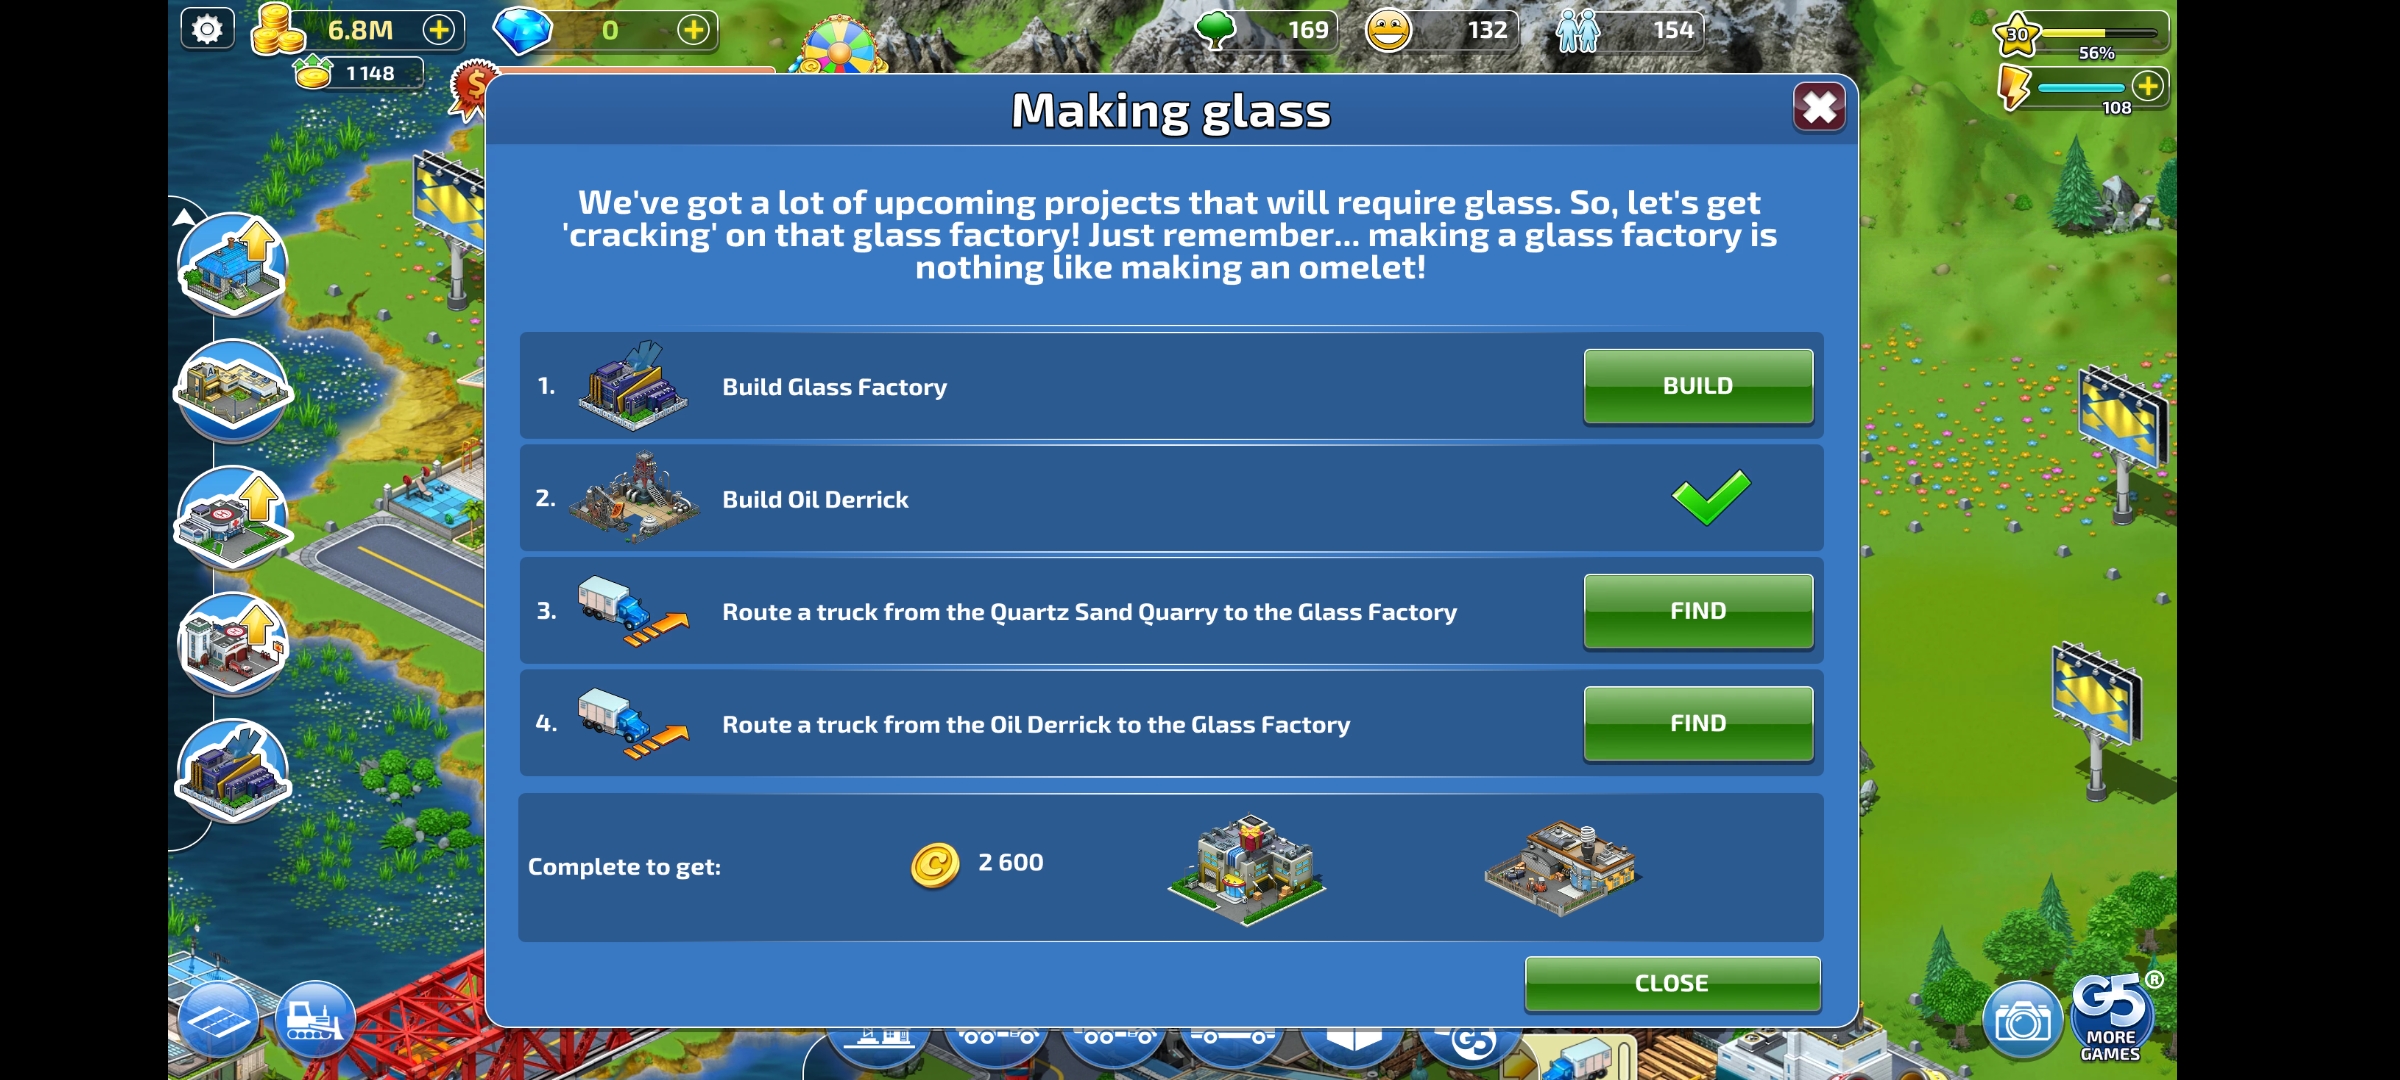 6.8M
0
169
132
154
30
56%
1 148
108
Making glass
We've got a lot of upcoming projects that will require glass. So, let's get
'cracking' on that glass factory! Just remember... making a glass factory is
nothing like making an omelet!
1.
Build Glass Factory
BUILD
2.
Build Oil Derrick
3.
Route a truck from the Quartz Sand Quarry to the Glass Factory
FIND
4.
Route a truck from the Oil Derrick to the Glass Factory
FIND
Complete to get:
2 600
CLOSE
G5
G5®
MORE
GAMES